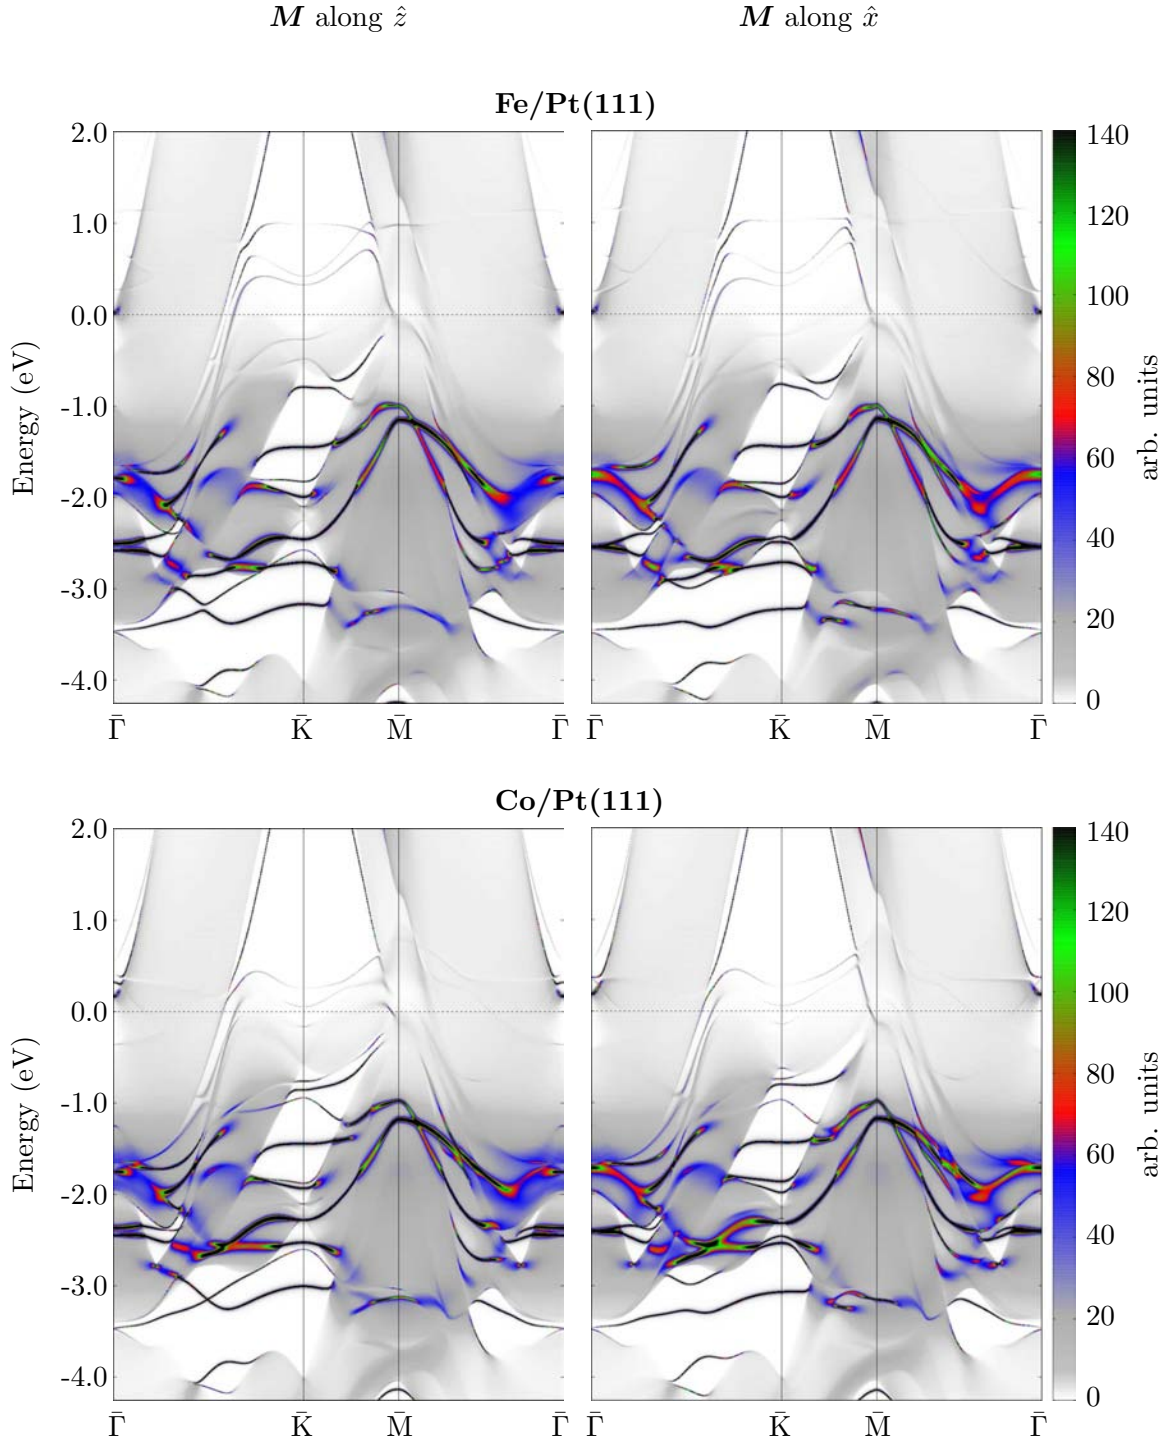 M along ẑ
M along x̂
Fe/Pt(111)
Energy (eV)
2.0
1.0
0.0
-1.0
-2.0
-3.0
-4.0
Γ̄
K̄
M̄
Γ̄
Γ̄
K̄
M̄
Γ̄
140
120
100
80
60
40
20
0
arb. units
Co/Pt(111)
Energy (eV)
2.0
1.0
0.0
-1.0
-2.0
-3.0
-4.0
Γ̄
K̄
M̄
Γ̄
Γ̄
K̄
M̄
Γ̄
140
120
100
80
60
40
20
0
arb. units